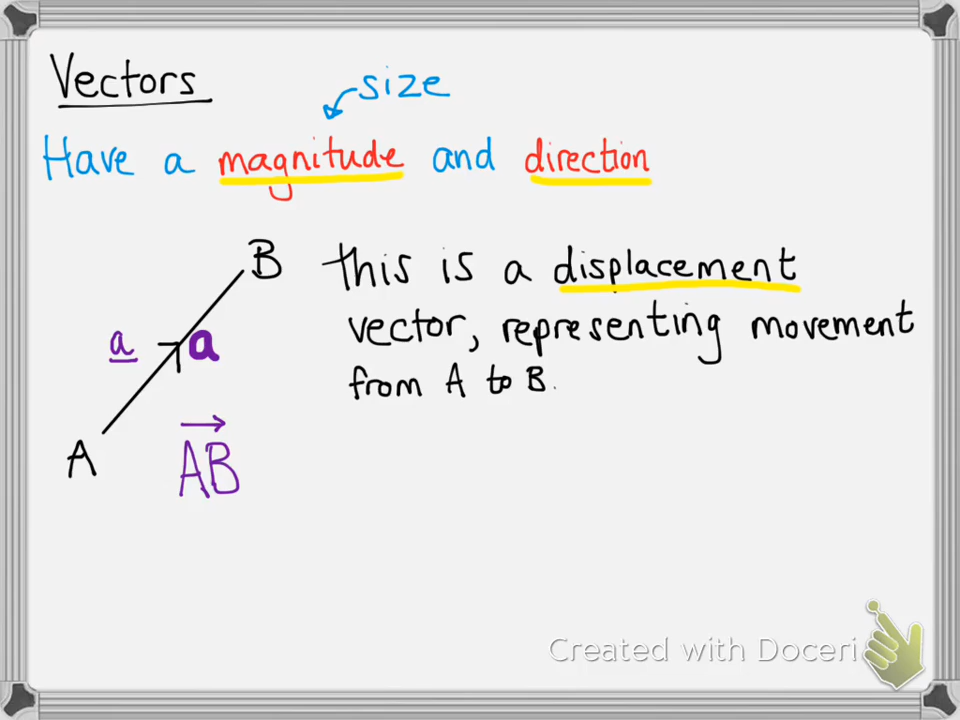 Vectors
size
Have a magnitude and direction
B
this is a displacement
vector, representing movement
from A to B.
a a
A
AB
Created with Doceri